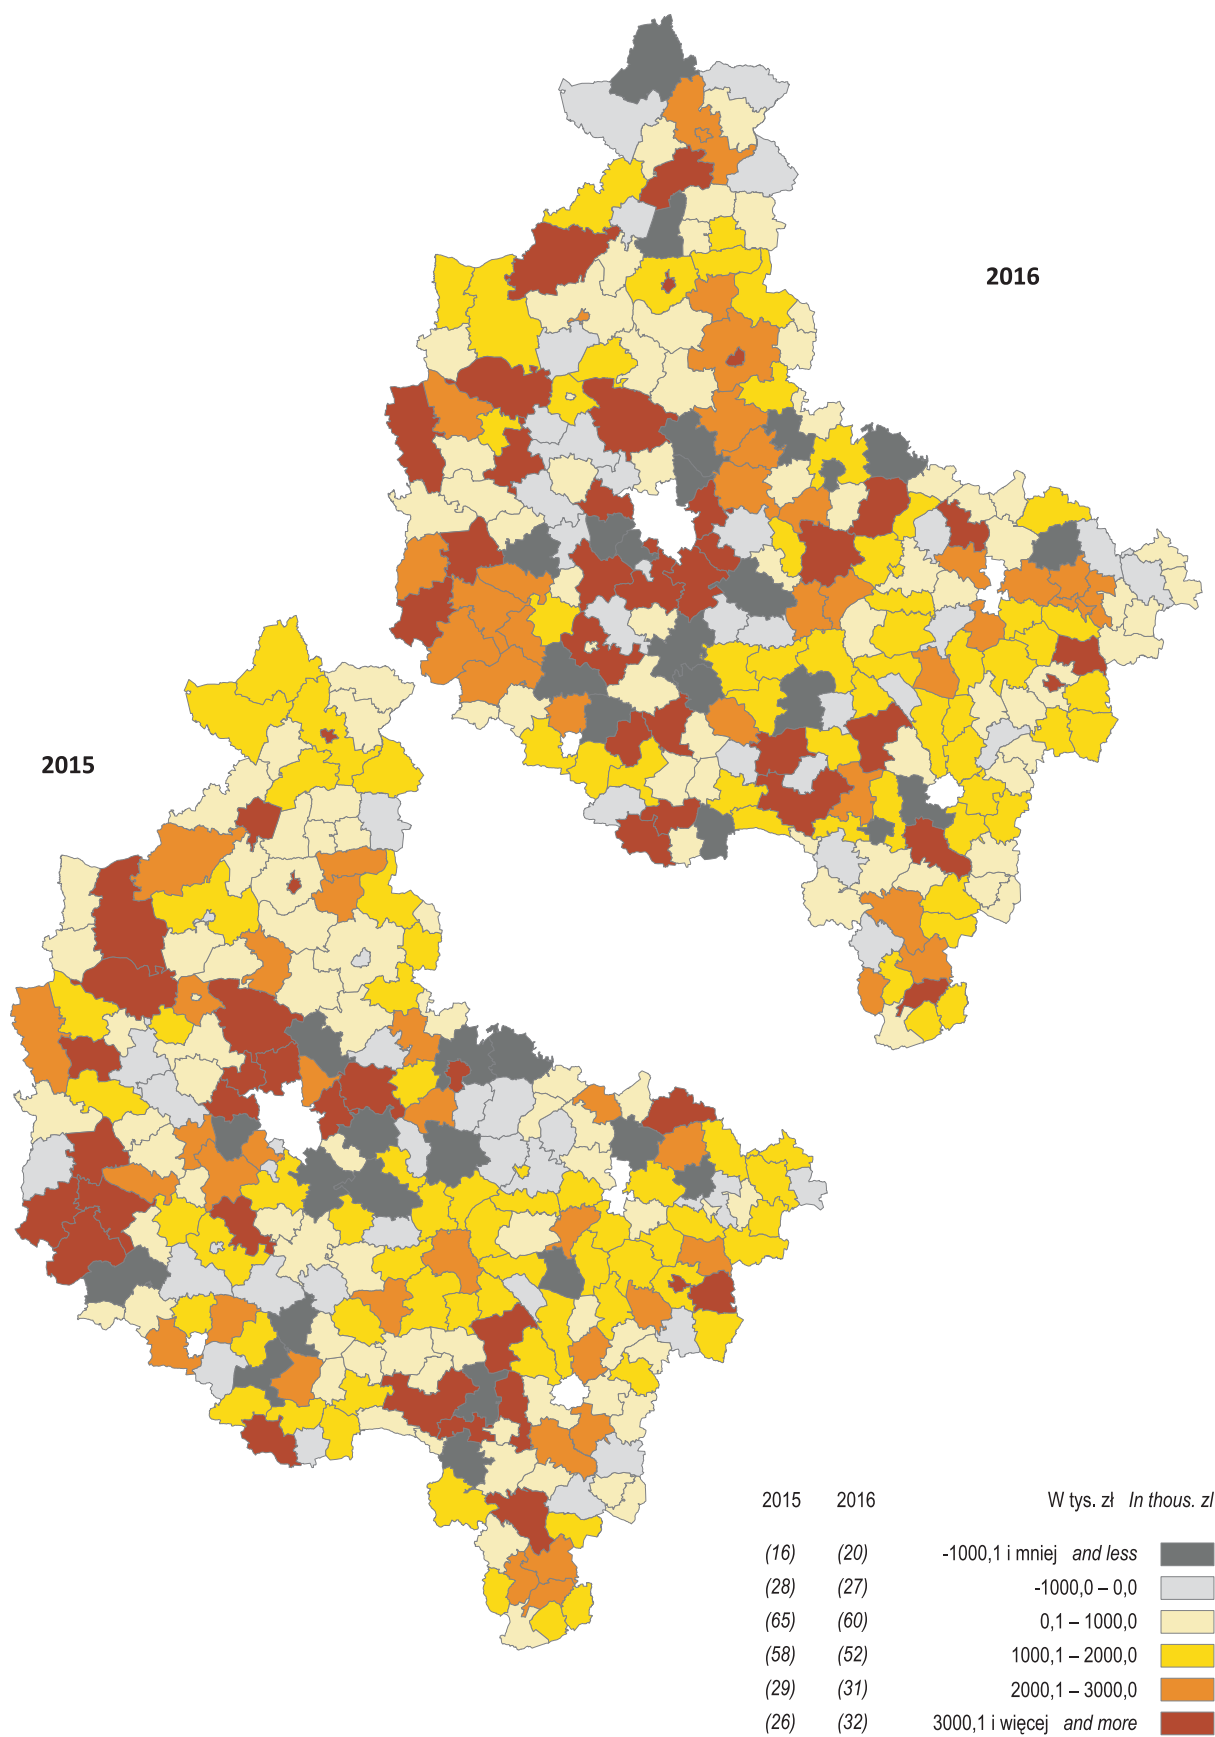 2016
2015
2015 2016 W tys. zł In thous. zl
(16) (20) -1000,1 i mniej and less
(28) (27) -1000,0 – 0,0
(65) (60) 0,1 – 1000,0
(58) (52) 1000,1 – 2000,0
(29) (31) 2000,1 – 3000,0
(26) (32) 3000,1 i więcej and more